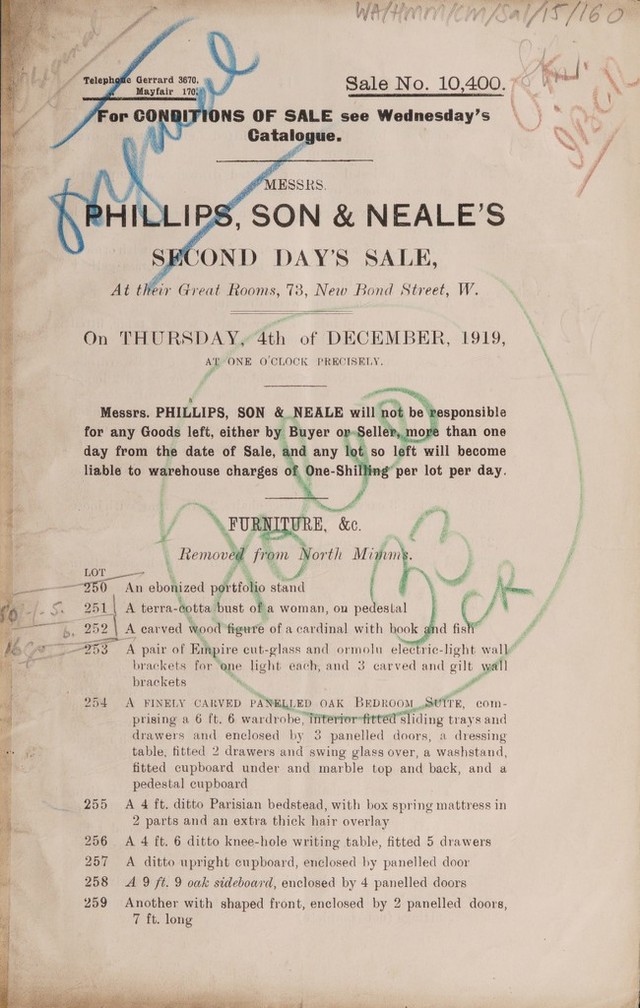 WA/HMM/CM/Sal/15/160
Original
Telephone Gerrard 3670.
Mayfair 170
Sale No. 10,400.
Original
For CONDITIONS OF SALE see Wednesday's
Catalogue.
MESSRS.
PHILLIPS, SON & NEALE'S
SECOND DAY'S SALE,
At their Great Rooms, 73, New Bond Street, W.
On THURSDAY, 4th of DECEMBER, 1919,
AT ONE O'CLOCK PRECISELY.
Messrs. PHILLIPS, SON & NEALE will not be responsible
for any Goods left, either by Buyer or Seller, more than one
day from the date of Sale, and any lot so left will become
liable to warehouse charges of One-Shilling per lot per day.
FURNITURE, &c.
Removed from North Mimms.
33
CR
LOT
250 An ebonized portfolio stand
251 A terra-cotta bust of a woman, on pedestal
252 A carved wood figure of a cardinal with book and fish
253 A pair of Empire cut-glass and ormolu electric-light wall
brackets for one light each, and 3 carved and gilt wall
brackets
254 A FINELY CARVED PANELLED OAK BEDROOM SUITE, com-
prising a 6 ft. 6 wardrobe, interior fitted sliding trays and
drawers and enclosed by 3 panelled doors, a dressing
table, fitted 2 drawers and swing glass over, a washstand,
fitted cupboard under and marble top and back, and a
pedestal cupboard
255 A 4 ft. ditto Parisian bedstead, with box spring mattress in
2 parts and an extra thick hair overlay
256 A 4 ft. 6 ditto knee-hole writing table, fitted 5 drawers
257 A ditto upright cupboard, enclosed by panelled door
258 A 9 ft. 9 oak sideboard, enclosed by 4 panelled doors
259 Another with shaped front, enclosed by 2 panelled doors,
7 ft. long